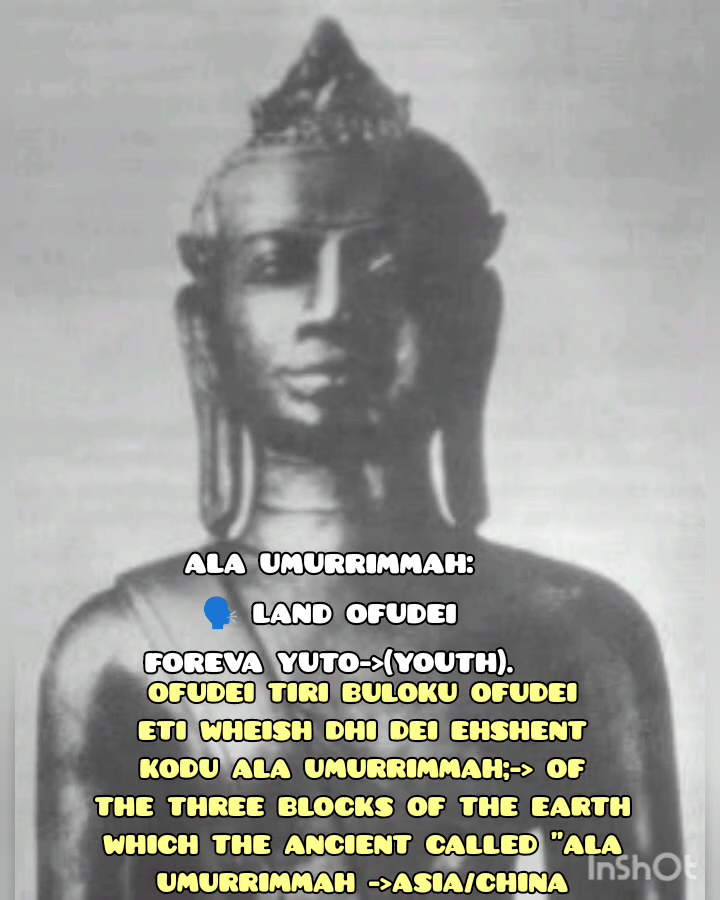 ALA UMURRIMMAH:
🗣 LAND OFUDEI
FOREVA YUTO->(YOUTH).
OFUDEI TIRI BULOKU OFUDEI
ETI WHEISH DHI DEI EHSHENT
KODU ALA UMURRIMMAH;-> OF
THE THREE BLOCKS OF THE EARTH
WHICH THE ANCIENT CALLED "ALA
UMURRIMMAH ->ASIA/CHINA
InShOt